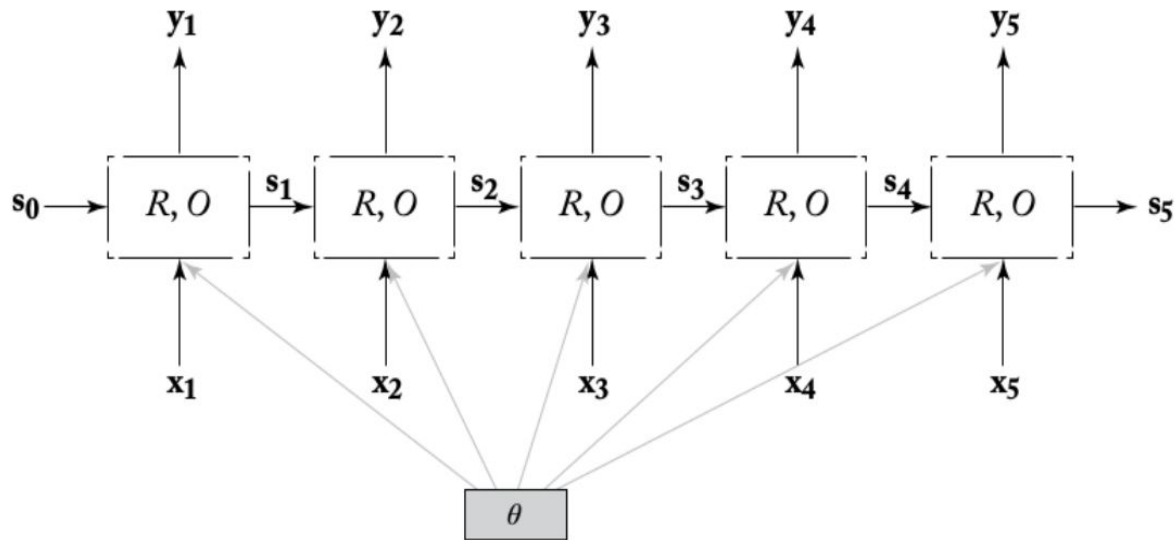 y1 y2 y3 y4 y5
s0 R, O s1 R, O s2 R, O s3 R, O s4 R, O s5
x1 x2 x3 x4 x5
θ